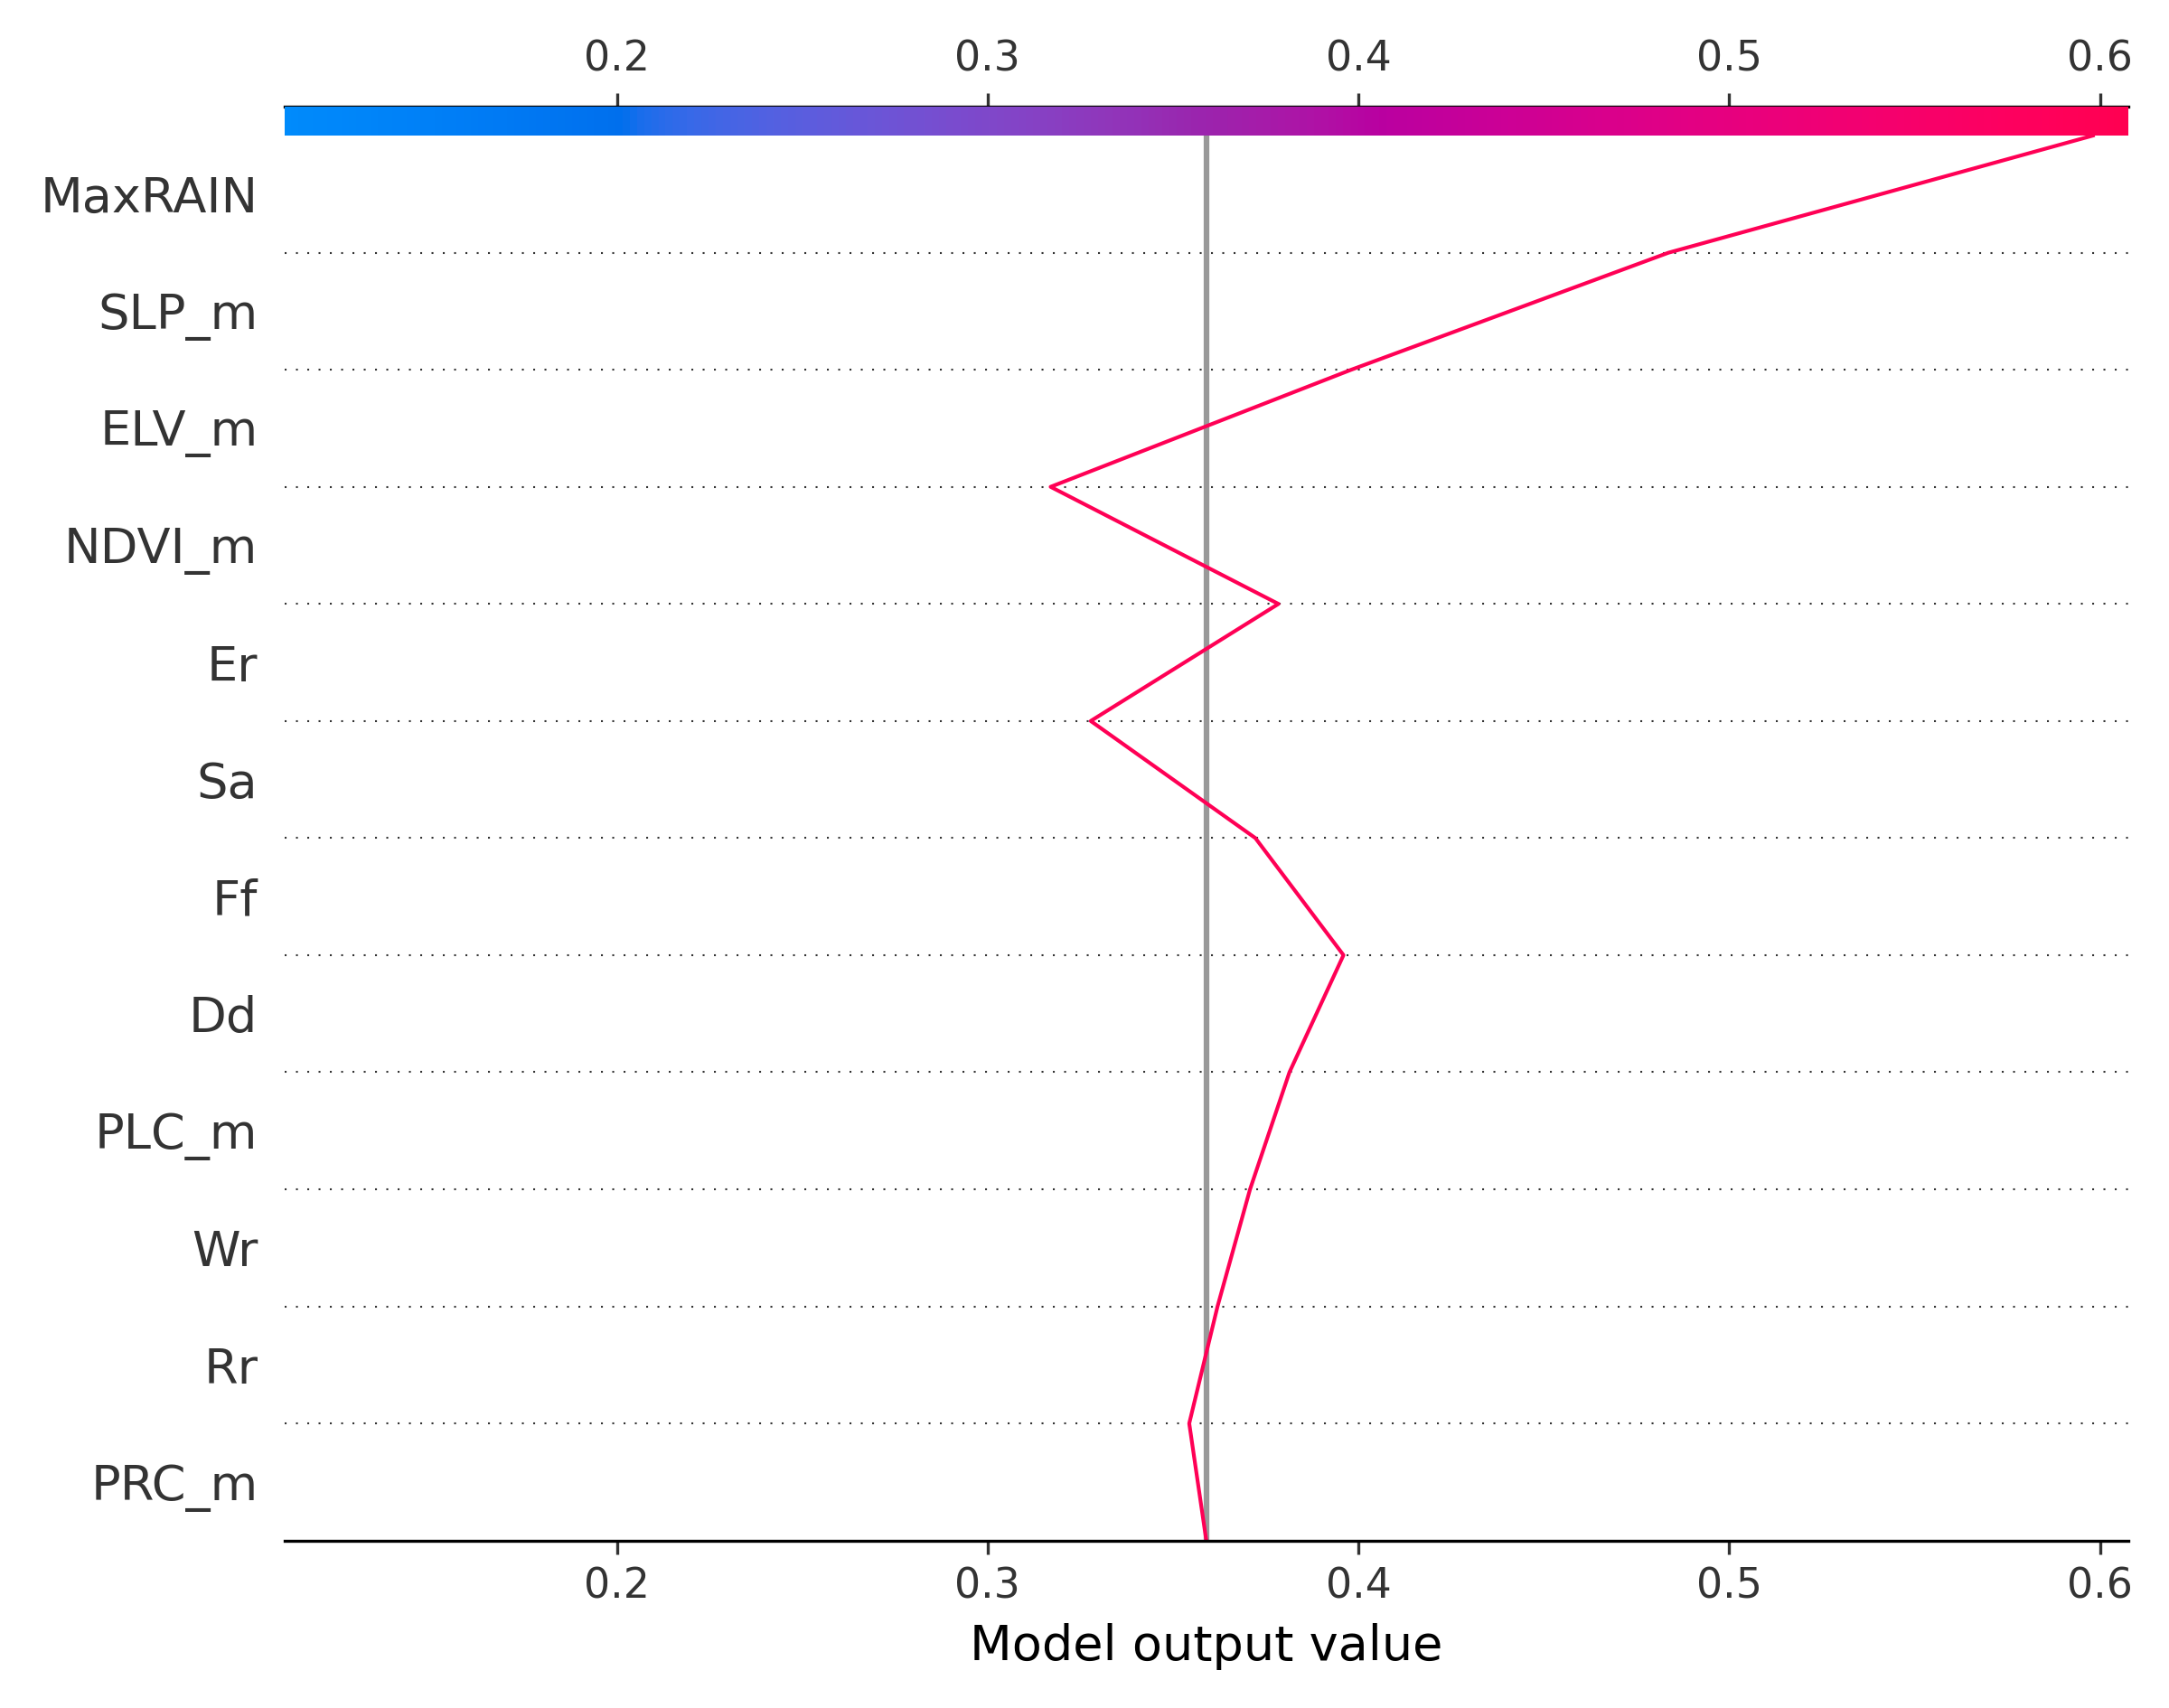 0.2 0.3 0.4 0.5 0.6
MaxRAIN
SLP_m
ELV_m
NDVI_m
Er
Sa
Ff
Dd
PLC_m
Wr
Rr
PRC_m
0.2 0.3 0.4 0.5 0.6
Model output value